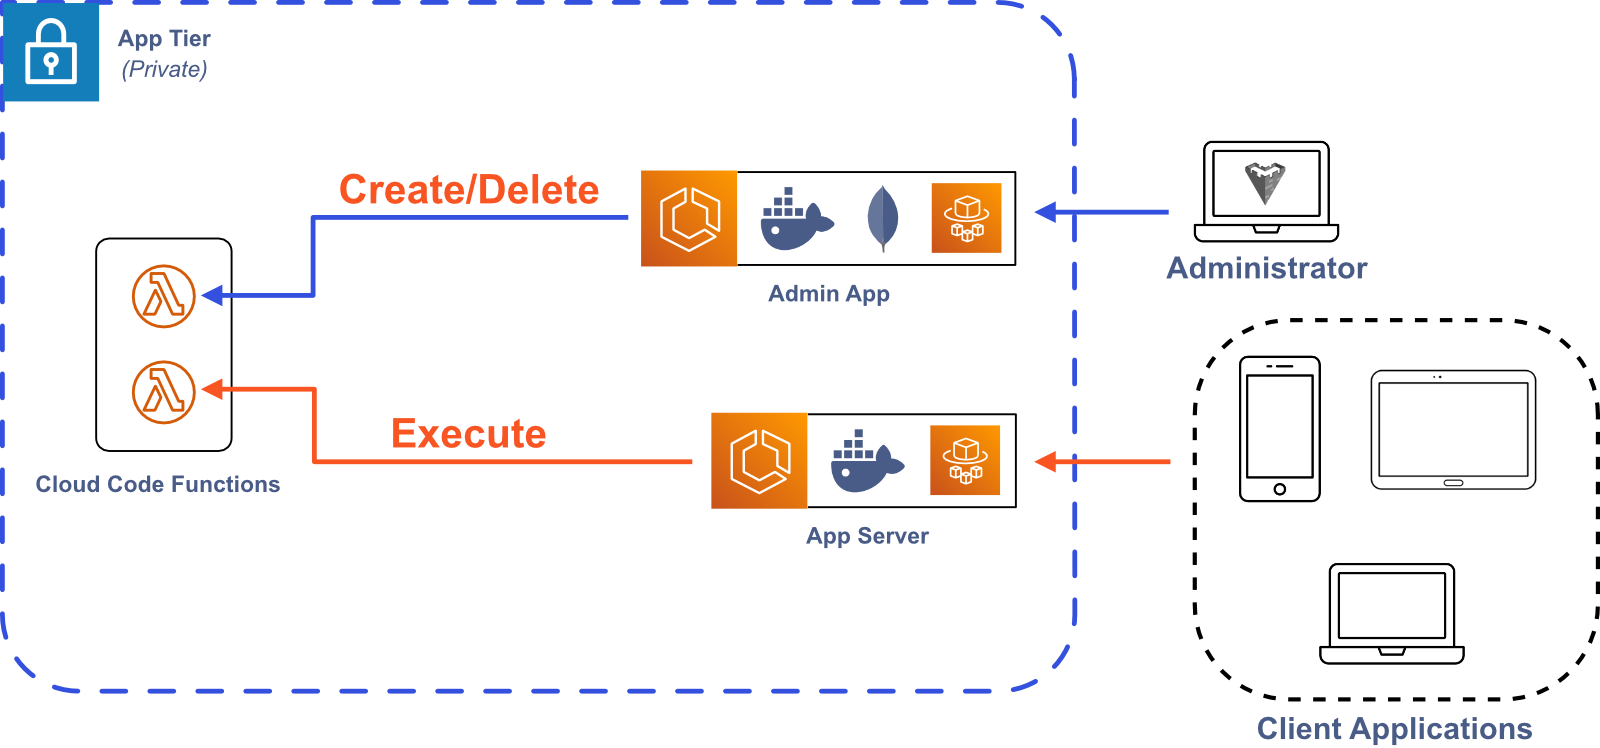 App Tier
(Private)
Create/Delete
Admin App
Administrator
Execute
Cloud Code Functions
App Server
Client Applications